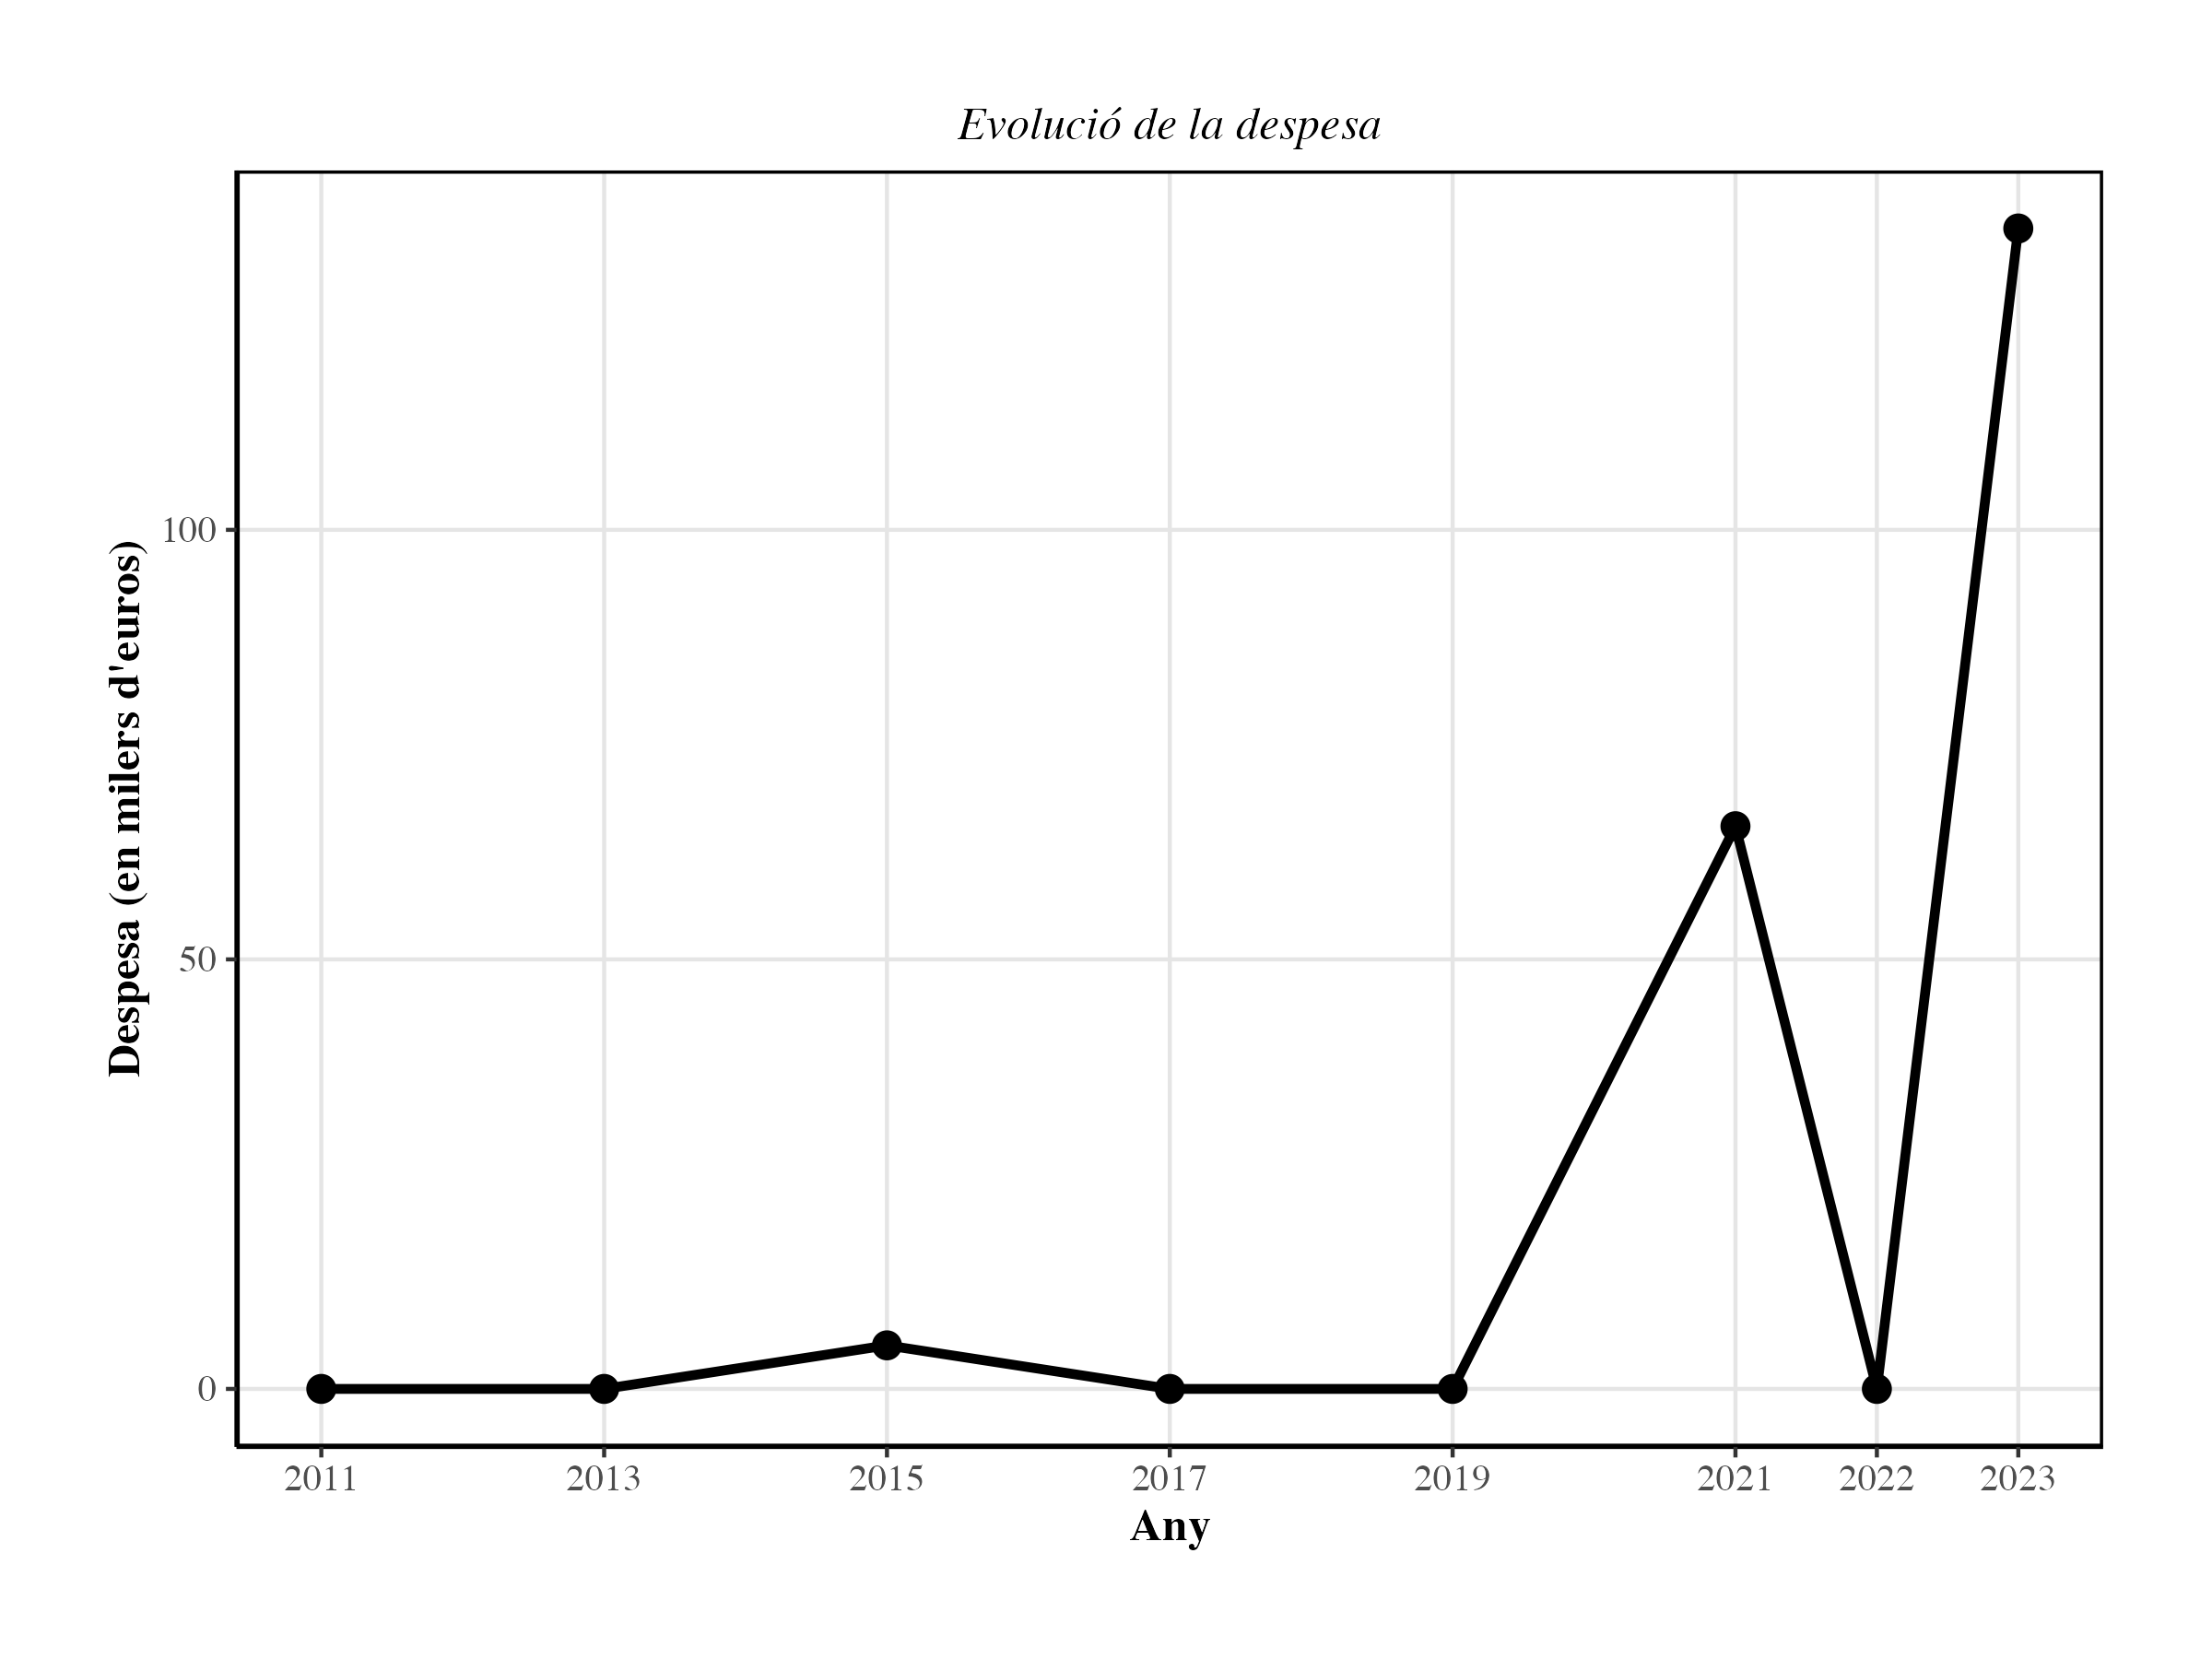 Evolució de la despesa
Despesa (en milers d'euros)
100
50
0
2011 2013 2015 2017 2019 2021 2022 2023
Any